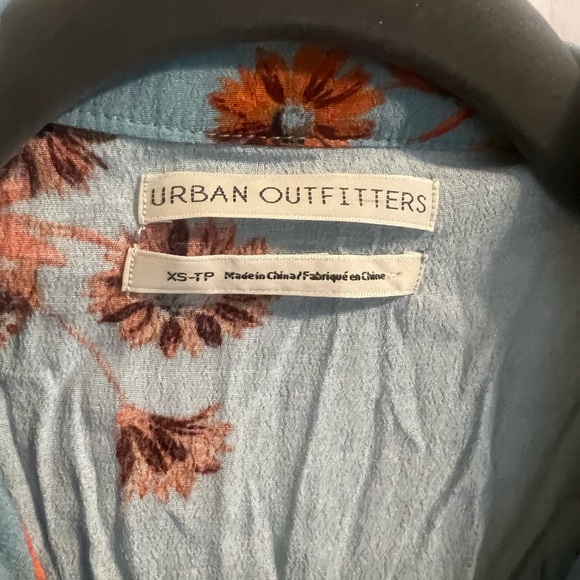 URBAN OUTFITTERS
XS-TP Made in China/Fabriqué en Chine